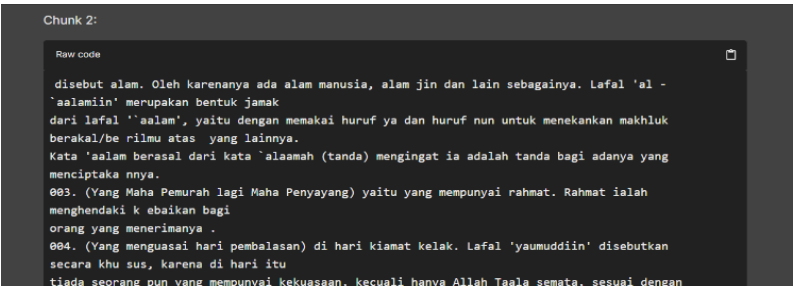 Chunk 2:
Raw code
disebut alam. Oleh karenanya ada alam manusia, alam jin dan lain sebagainya. Lafal 'al -
`aalamiin' merupakan bentuk jamak
dari lafal '`aalam', yaitu dengan memakai huruf ya dan huruf nun untuk menekankan makhluk
berakal/be rilmu atas  yang lainnya.
Kata 'aalam berasal dari kata `alaamah (tanda) mengingat ia adalah tanda bagi adanya yang
menciptaka nnya.
003. (Yang Maha Pemurah lagi Maha Penyayang) yaitu yang mempunyai rahmat. Rahmat ialah
menghendaki k ebaikan bagi
orang yang menerimanya .
004. (Yang menguasai hari pembalasan) di hari kiamat kelak. Lafal 'yaumuddiin' disebutkan
secara khu sus, karena di hari itu
tiada seorang pun yang mempunyai kekuasaan, kecuali hanya Allah Taala semata, sesuai dengan